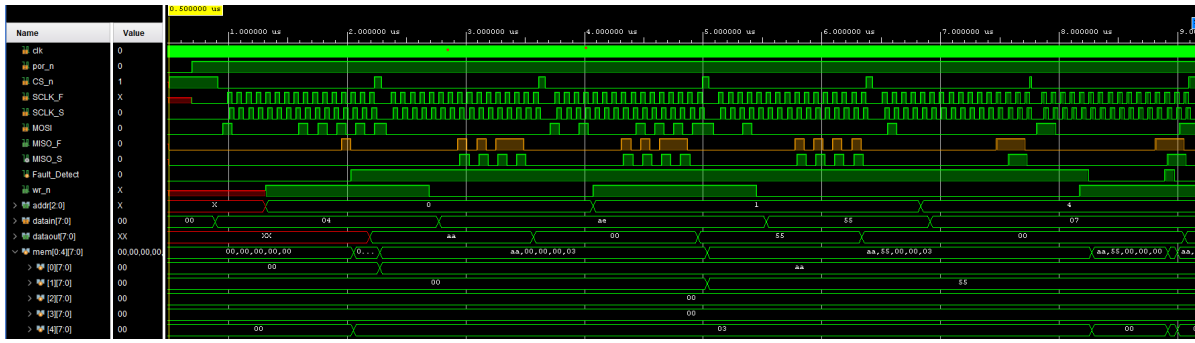 0.500000 us
Name Value
1.000000 us 2.000000 us 3.000000 us 4.000000 us 5.000000 us 6.000000 us 7.000000 us 8.000000 us
clk 0
por_n 0
CS_n 1
SCLK_F X
SCLK_S 0
MOSI 0
MISO_F 0
MISO_S 0
Fault_Detect 0
wr_n X
addr[2:0] X X 0 1 4
datain[7:0] 00 00 04 ae 55 07
dataout[7:0] XX XX aa 00 55 00
mem[0:4][7:0] 00,00,00,00, 00,00,00,00,00 0... aa,00,00,00,03 aa,55,00,00,03 aa,55,00,00,00 aa,
[0][7:0] 00 00 aa
[1][7:0] 00 00 55
[2][7:0] 00 00
[3][7:0] 00 00
[4][7:0] 00 00 03 00